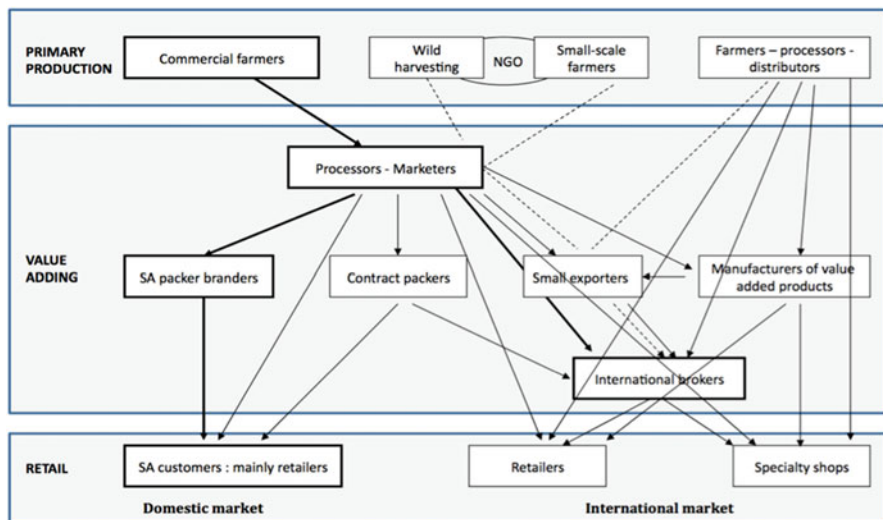 PRIMARY
PRODUCTION
Commercial farmers
Wild
harvesting
NGO
Small-scale
farmers
Farmers – processors -
distributors
Processors - Marketers
VALUE
ADDING
SA packer branders
Contract packers
Small exporters
Manufacturers of value
added products
International brokers
RETAIL
SA customers : mainly retailers
Retailers
Specialty shops
Domestic market
International market